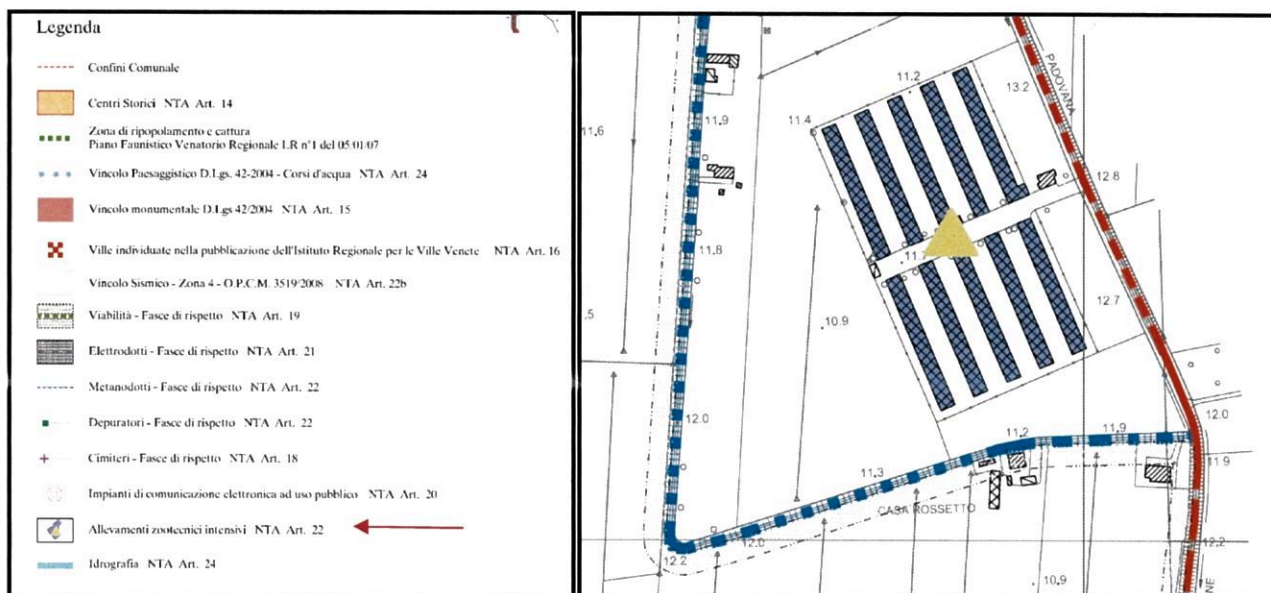 Legenda
Confini Comunale
Centri Storici NTA Art. 14
Zona di ripopolamento e cattura
Piano Faunistico Venatorio Regionale LR n°1 del 05/01/07
Vincolo Paesaggistico D.Lgs. 42-2004 - Corsi d'acqua NTA Art. 24
Vincolo monumentale D.Lgs 42/2004 NTA Art. 15
Ville individuate nella pubblicazione dell'Istituto Regionale per le Ville Venete NTA Art. 16
Vincolo Sismico - Zona 4 - O.P.C.M. 3519/2008 NTA Art. 22b
Viabilità - Fasce di rispetto NTA Art. 19
Elettrodotti - Fasce di rispetto NTA Art. 21
Metanodotti - Fasce di rispetto NTA Art. 22
Depuratori - Fasce di rispetto NTA Art. 22
Cimiteri - Fasce di rispetto NTA Art. 18
Impianti di comunicazione elettronica ad uso pubblico NTA Art. 20
Allevamenti zootecnici intensivi NTA Art. 22
Idrografia NTA Art. 24
PADOVANA
11.2
13.2
11.9
11.4
11.6
12.8
11.8
11.7
12.7
.5
.10.9
12.0
12.0
11.2
11.9
11.9
11.3
CASA ROSSETTO
12.0
12.2
12.2
.10.9
NE